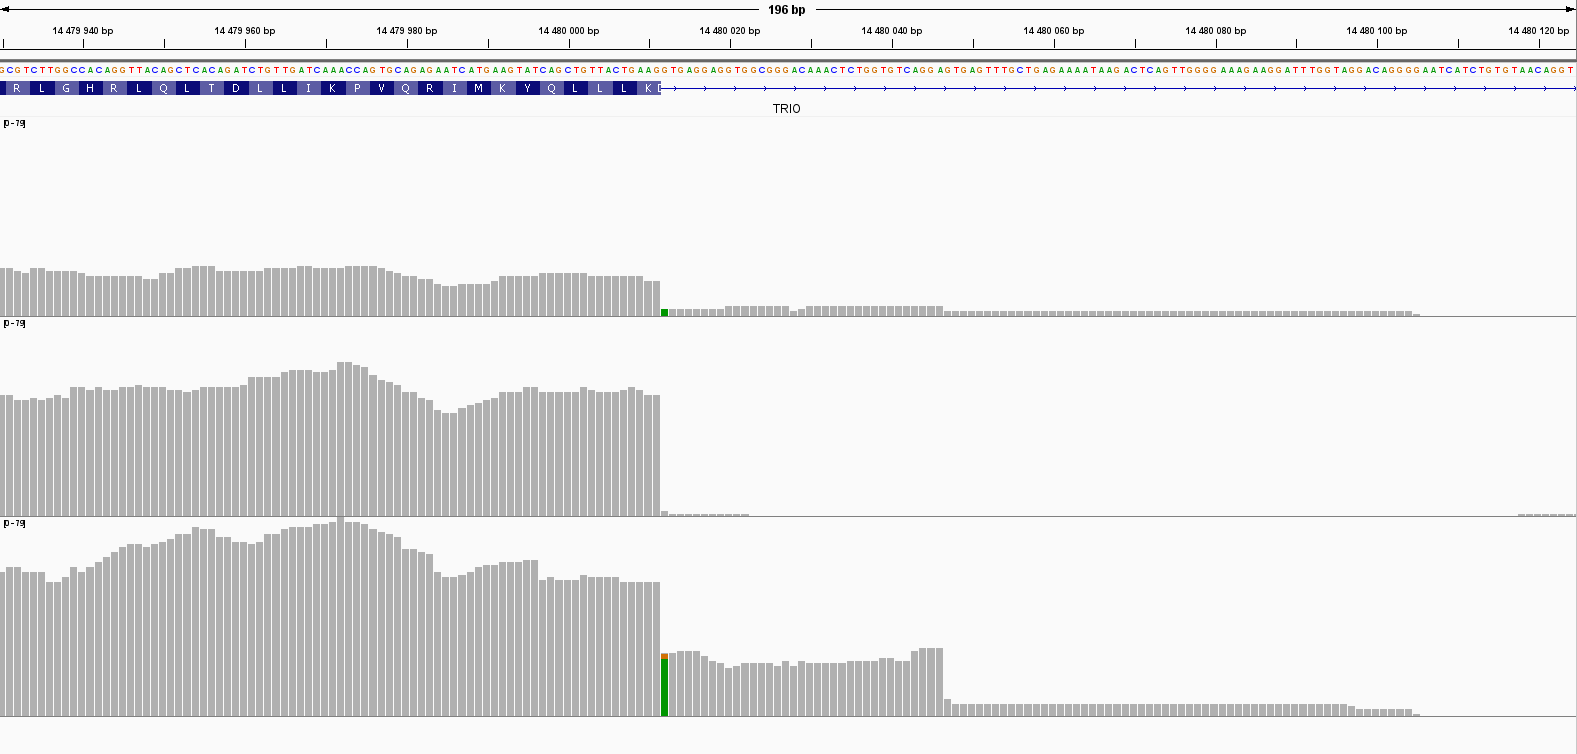 196 bp
14 479 940 bp 14 479 960 bp 14 479 980 bp 14 480 000 bp 14 480 020 bp 14 480 040 bp 14 480 060 bp 14 480 080 bp 14 480 100 bp 14 480 120 bp
GCGTCTTGGCCACAGGTTACAGCTCACAGATCTGTTGATCAAACCAGTGCAGAGAATCATGAAGTATCAGCTGTTACTGAAGGTGAGGAGGTGGCGGGACAAACTCTGGTGTCAGGAGTGAGTTTGCTGAGAAAATAAGACTCAGTTGGGGAAAGAAGGATTTGGTAGGACAGGGGAATCATCTGTGTAACAGGT
R L G H R L Q L T D L L I K P V Q R I M K Y Q L L L K
TRIO
[0 - 79]
[0 - 79]
[0 - 79]